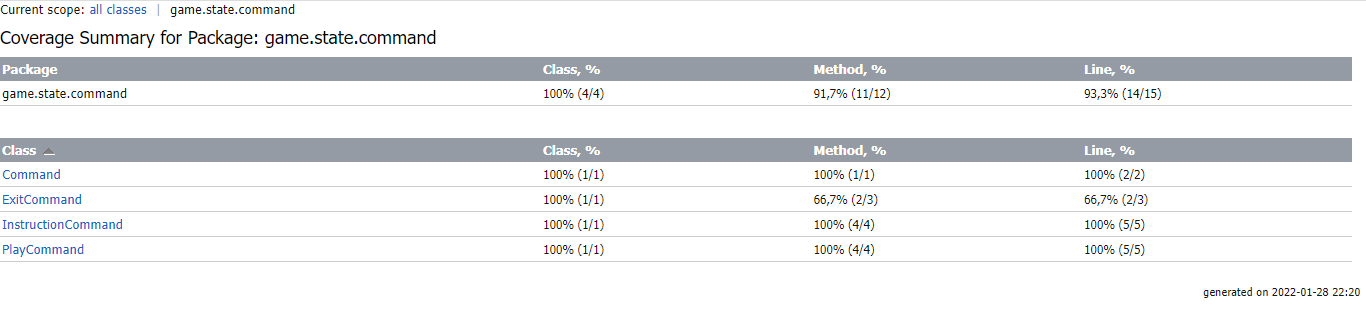 Current scope: all classes | game.state.command
Coverage Summary for Package: game.state.command
Package Class, % Method, % Line, %
game.state.command 100% (4/4) 91,7% (11/12) 93,3% (14/15)
Class Class, % Method, % Line, %
Command 100% (1/1) 100% (1/1) 100% (2/2)
ExitCommand 100% (1/1) 66,7% (2/3) 66,7% (2/3)
InstructionCommand 100% (1/1) 100% (4/4) 100% (5/5)
PlayCommand 100% (1/1) 100% (4/4) 100% (5/5)
generated on 2022-01-28 22:20